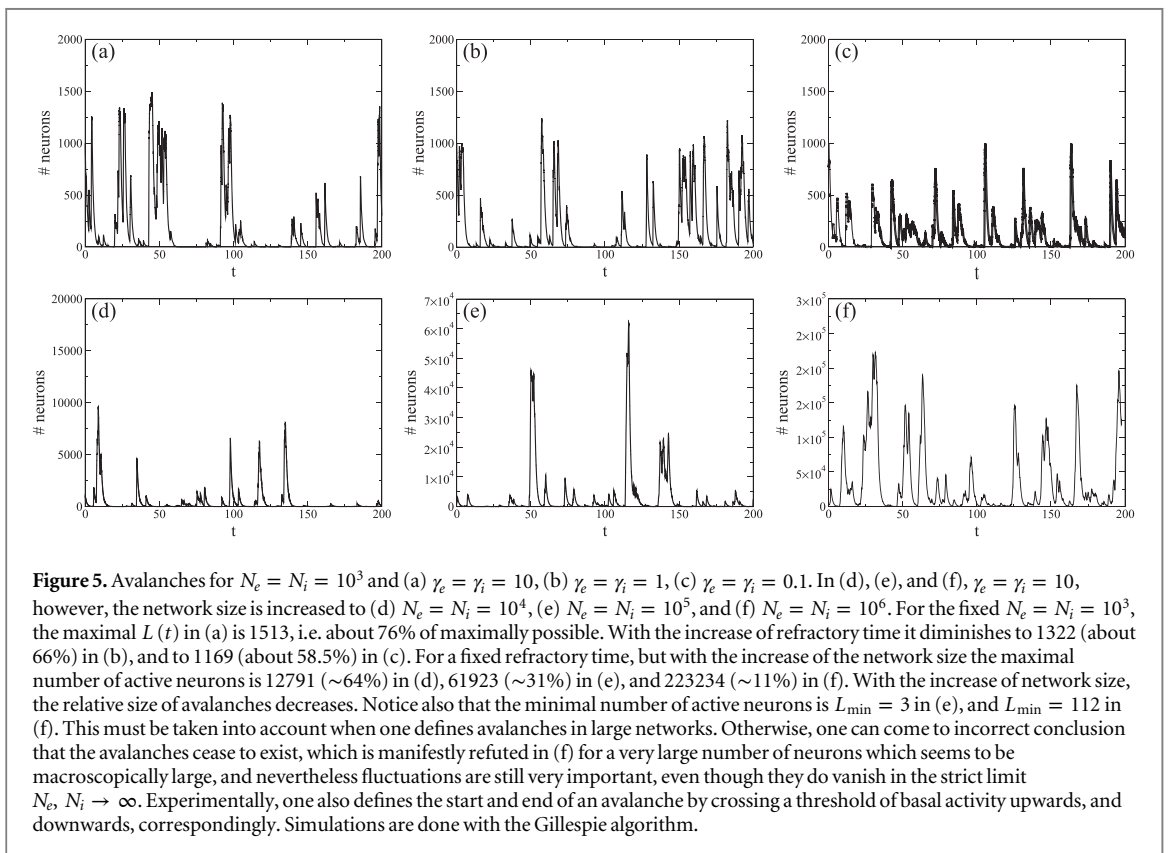 (a)
2000
1500
1000
500
0
# neurons
0 50 100 150 200
t
(b)
2000
1500
1000
500
0
# neurons
0 50 100 150 200
t
(c)
2000
1500
1000
500
0
# neurons
0 50 100 150 200
t
(d)
20000
15000
10000
5000
0
# neurons
0 50 100 150 200
t
(e)
7×10⁴
6×10⁴
5×10⁴
4×10⁴
3×10⁴
2×10⁴
1×10⁴
0
# neurons
0 50 100 150 200
t
(f)
3×10⁵
3×10⁵
2×10⁵
2×10⁵
1×10⁵
5×10⁴
0
# neurons
0 50 100 150 200
t
Figure 5. Avalanches for Nₑ = Nᵢ = 10³ and (a) γₑ = γᵢ = 10, (b) γₑ = γᵢ = 1, (c) γₑ = γᵢ = 0.1. In (d), (e), and (f), γₑ = γᵢ = 10,
however, the network size is increased to (d) Nₑ = Nᵢ = 10⁴, (e) Nₑ = Nᵢ = 10⁵, and (f) Nₑ = Nᵢ = 10⁶. For the fixed Nₑ = Nᵢ = 10³,
the maximal L (t) in (a) is 1513, i.e. about 76% of maximally possible. With the increase of refractory time it diminishes to 1322 (about
66%) in (b), and to 1169 (about 58.5%) in (c). For a fixed refractory time, but with the increase of the network size the maximal
number of active neurons is 12791 (~64%) in (d), 61923 (~31%) in (e), and 223234 (~11%) in (f). With the increase of network size,
the relative size of avalanches decreases. Notice also that the minimal number of active neurons is L_min = 3 in (e), and L_min = 112 in
(f). This must be taken into account when one defines avalanches in large networks. Otherwise, one can come to incorrect conclusion
that the avalanches cease to exist, which is manifestly refuted in (f) for a very large number of neurons which seems to be
macroscopically large, and nevertheless fluctuations are still very important, even though they do vanish in the strict limit
Nₑ, Nᵢ → ∞. Experimentally, one also defines the start and end of an avalanche by crossing a threshold of basal activity upwards, and
downwards, correspondingly. Simulations are done with the Gillespie algorithm.